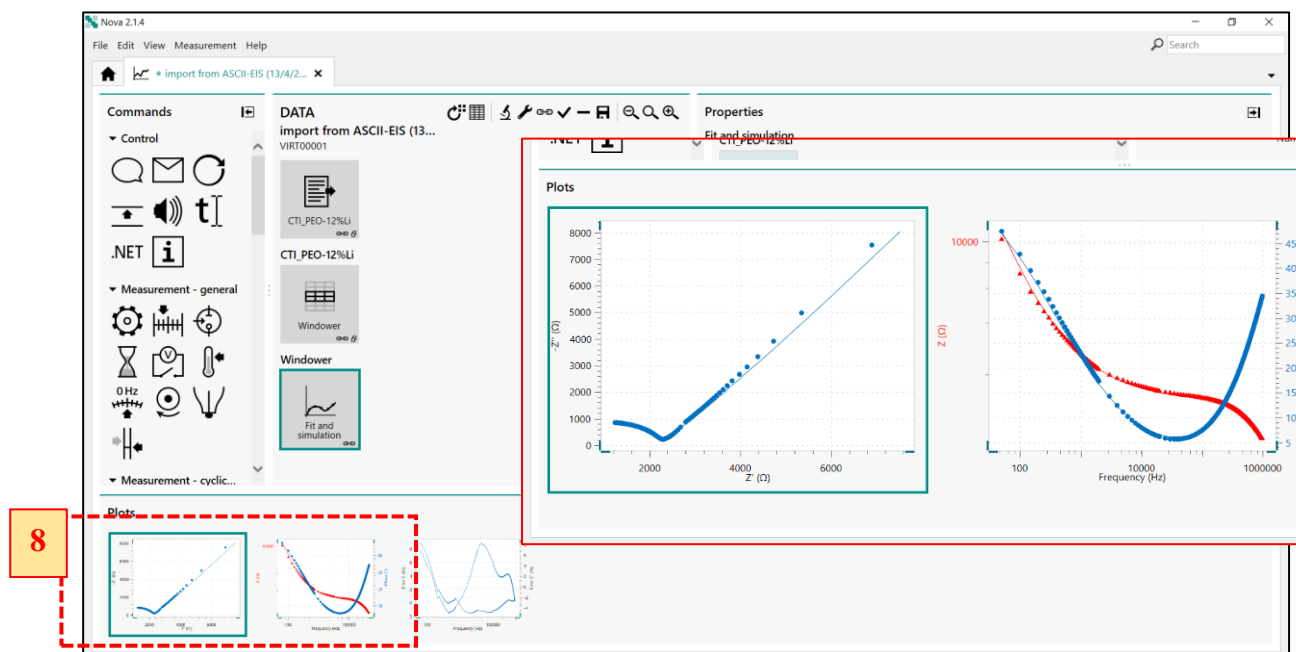 Nova 2.1.4
File Edit View Measurement Help
Search
* import from ASCII-EIS (13/4/2...
Commands
Control
t
.NET i
Measurement - general
V
0 Hz
Measurement - cyclic...
DATA
import from ASCII-EIS (13...
VIRT00001
CTI_PEO-12%Li
CTI_PEO-12%Li
Windower
Windower
Fit and
simulation
Properties
Fit and simulation
CTI_PEO-12%Li
.NET i
Plots
8000
7000
6000
5000
4000
3000
2000
1000
0
-Z'' (Ω)
2000 4000 6000
Z' (Ω)
10000
Z (Ω)
45
40
35
30
25
20
15
10
5
100 10000 1000000
Frequency (Hz)
8
Plots
Z' (Ω)
Frequency (Hz)
Frequency (Hz)